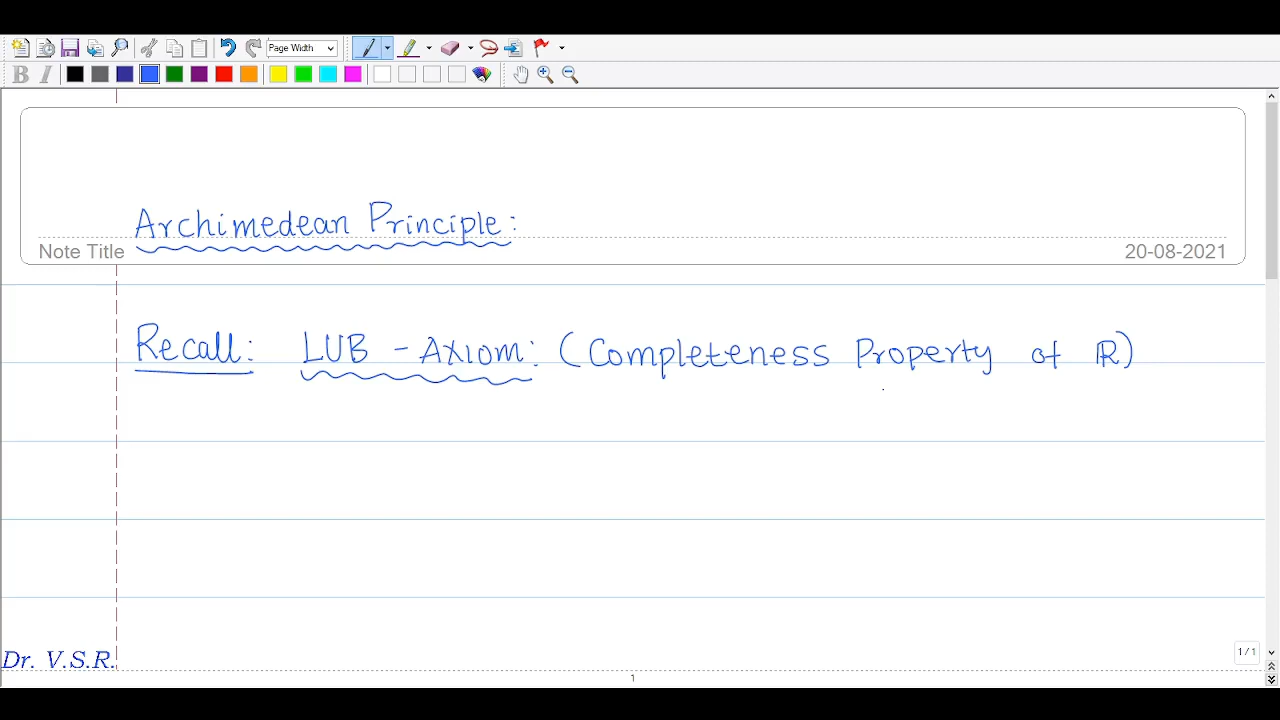 Page Width
B I
Archimedean Principle:
Note Title
20-08-2021
Recall: LUB - Axiom: (Completeness Property of ℝ)
Dr. V.S.R.
1 / 1
1